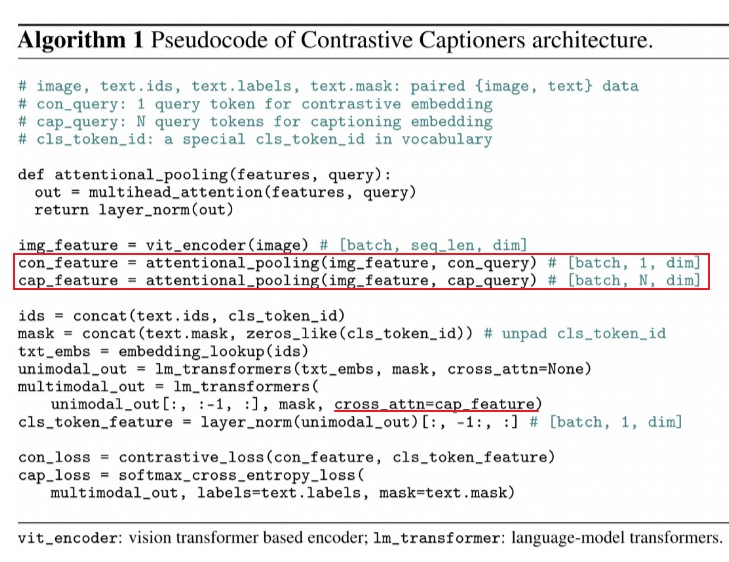 Algorithm 1 Pseudocode of Contrastive Captioners architecture.
# image, text.ids, text.labels, text.mask: paired {image, text} data
# con_query: 1 query token for contrastive embedding
# cap_query: N query tokens for captioning embedding
# cls_token_id: a special cls_token_id in vocabulary
def attentional_pooling(features, query):
  out = multihead_attention(features, query)
  return layer_norm(out)
img_feature = vit_encoder(image) # [batch, seq_len, dim]
con_feature = attentional_pooling(img_feature, con_query) # [batch, 1, dim]
cap_feature = attentional_pooling(img_feature, cap_query) # [batch, N, dim]
ids = concat(text.ids, cls_token_id)
mask = concat(text.mask, zeros_like(cls_token_id)) # unpad cls_token_id
txt_embs = embedding_lookup(ids)
unimodal_out = lm_transformers(txt_embs, mask, cross_attn=None)
multimodal_out = lm_transformers(
    unimodal_out[:, :-1, :], mask, cross_attn=cap_feature)
cls_token_feature = layer_norm(unimodal_out)[:, -1:, :] # [batch, 1, dim]
con_loss = contrastive_loss(con_feature, cls_token_feature)
cap_loss = softmax_cross_entropy_loss(
    multimodal_out, labels=text.labels, mask=text.mask)
vit_encoder: vision transformer based encoder; lm_transformer: language-model transformers.